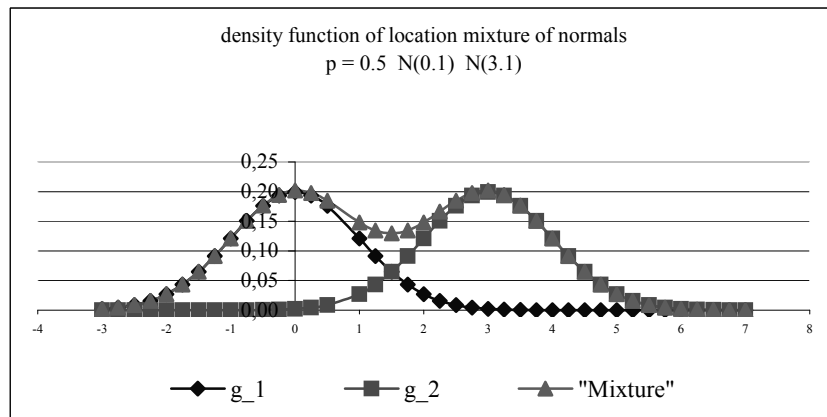 density function of location mixture of normals
p = 0.5 N(0.1) N(3.1)
0,25
0,20
0,15
0,10
0,05
0,00
-4 -3 -2 -1 0 1 2 3 4 5 6 7 8
g_1 g_2 "Mixture"